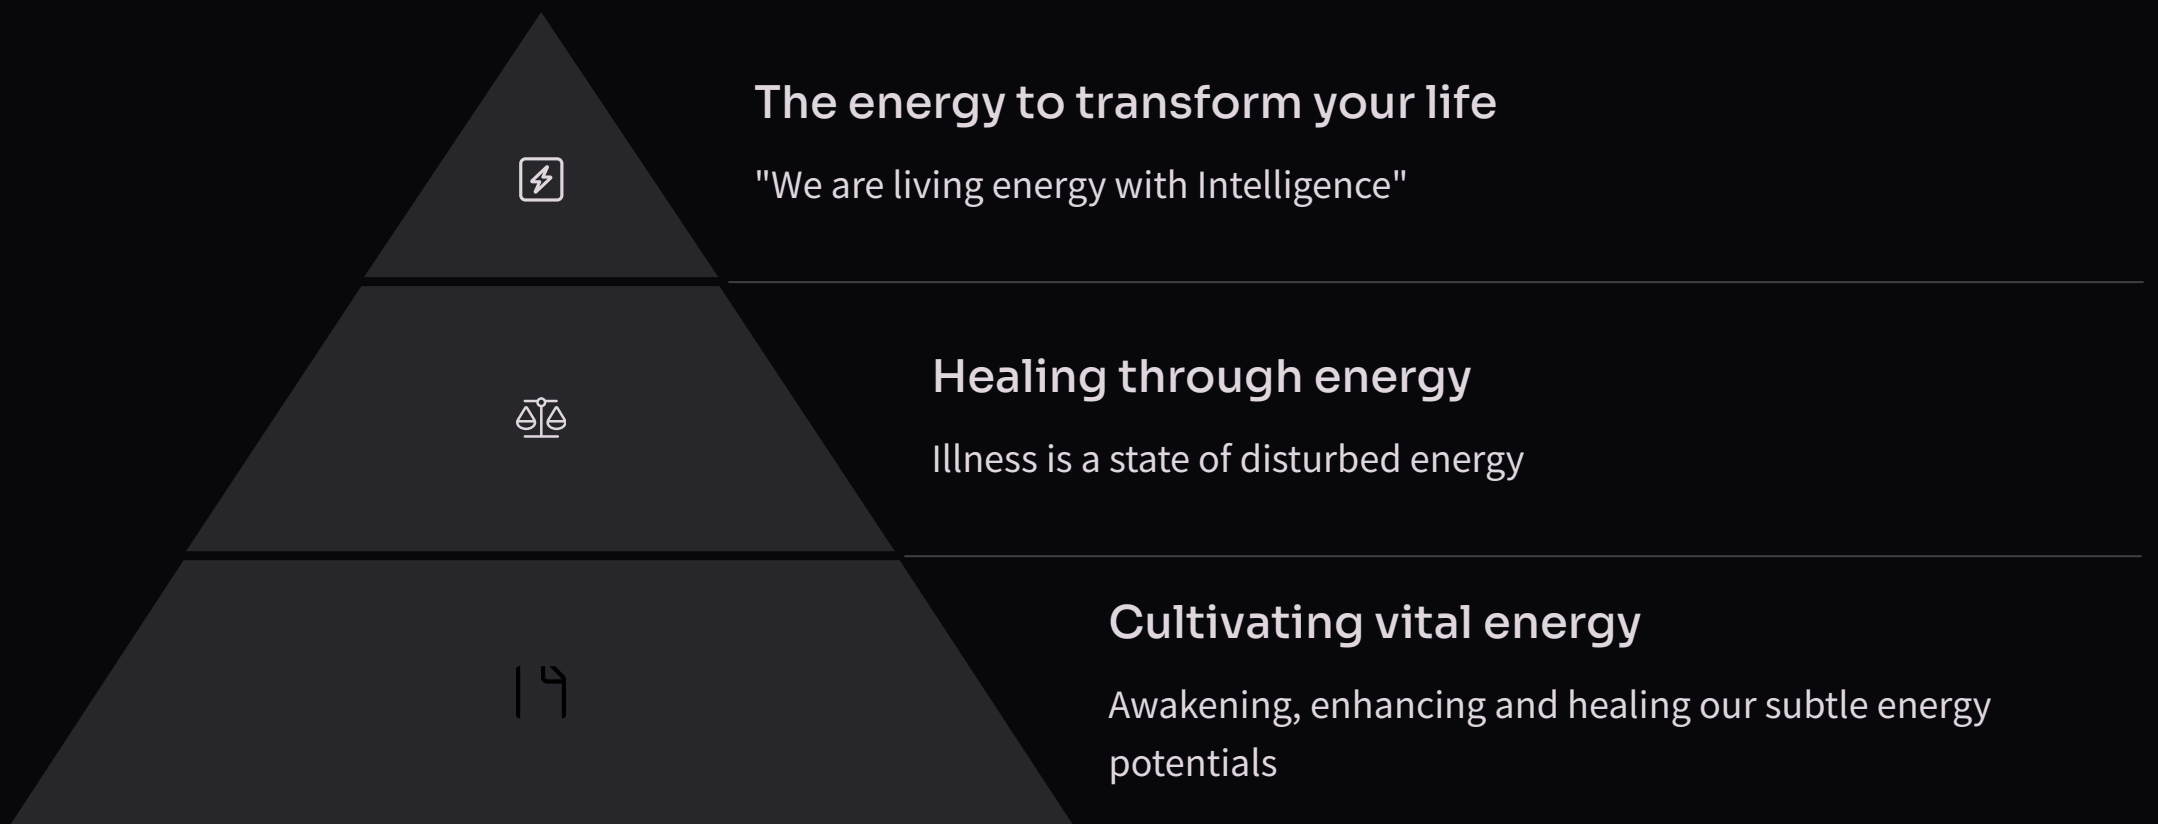 The energy to transform your life
"We are living energy with Intelligence"
Healing through energy
Illness is a state of disturbed energy
Cultivating vital energy
Awakening, enhancing and healing our subtle energy
potentials